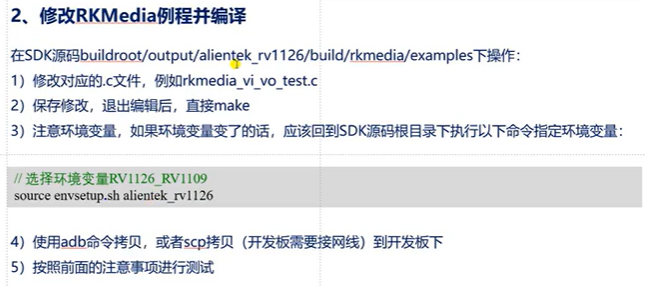 2、修改RKMedia例程并编译
在SDK源码buildroot/output/alientek_rv1126/build/rkmedia/examples下操作：
1）修改对应的.c文件，例如rkmedia_vi_vo_test.c
2）保存修改，退出编辑后，直接make
3）注意环境变量，如果环境变量变了的话，应该回到SDK源码根目录下执行以下命令指定环境变量：
// 选择环境变量RV1126_RV1109
source envsetup.sh alientek_rv1126
4）使用adb命令拷贝，或者scp拷贝（开发板需要接网线）到开发板下
5）按照前面的注意事项进行测试